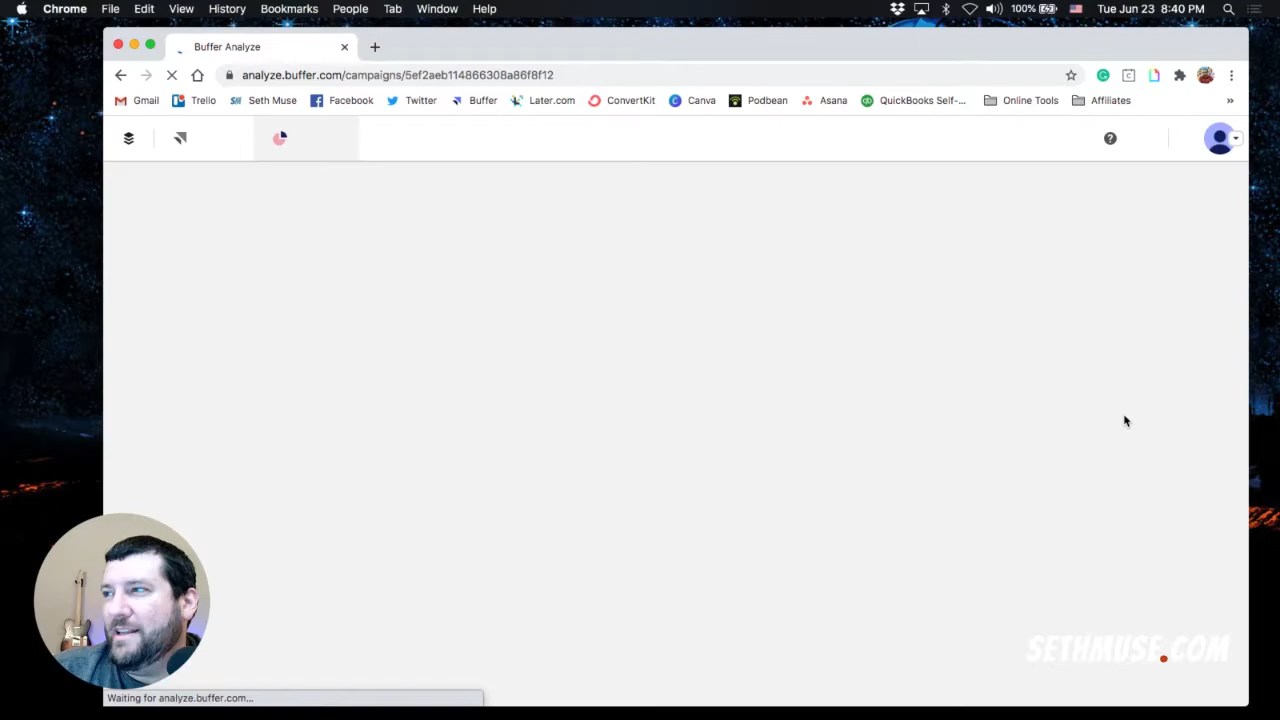 Chrome File Edit View History Bookmarks People Tab Window Help 100% Tue Jun 23 8:40 PM
Buffer Analyze
analyze.buffer.com/campaigns/5ef2aeb114866308a86f8f12
Gmail Trello SM Seth Muse Facebook Twitter Buffer Later.com ConvertKit Canva Podbean Asana QuickBooks Self-... Online Tools Affiliates »
SETHMUSE.COM
Waiting for analyze.buffer.com...